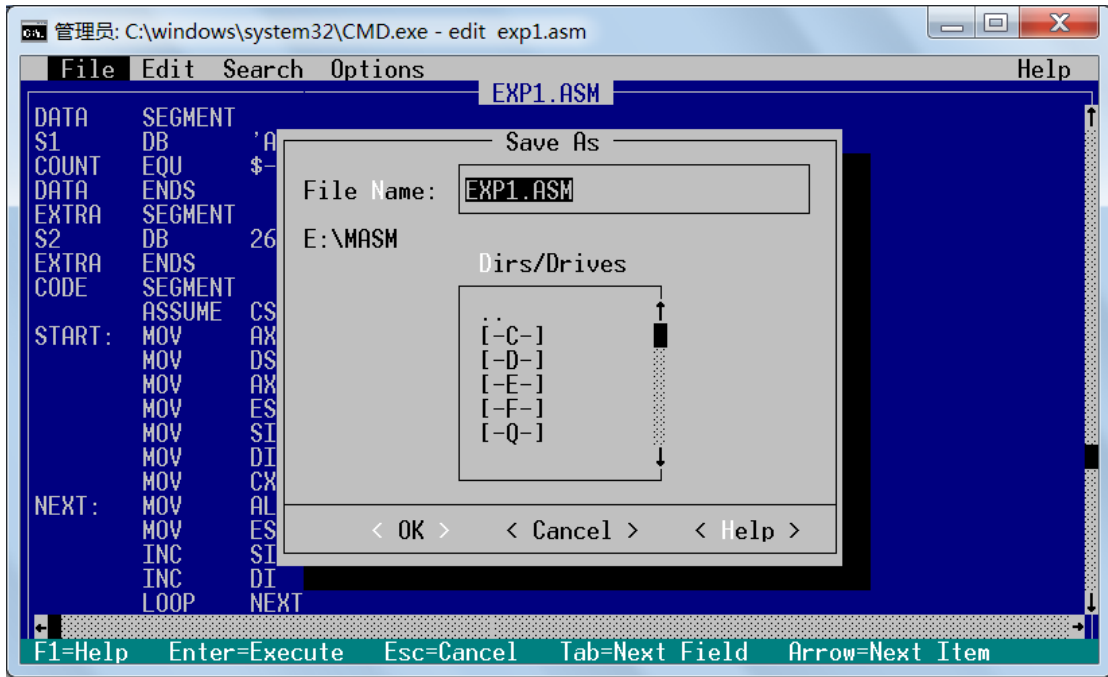 管理员: C:\windows\system32\CMD.exe - edit exp1.asm
File Edit Search Options Help
EXP1.ASM
DATA SEGMENT
S1 DB 'A
COUNT EQU $-
DATA ENDS
EXTRA SEGMENT
S2 DB 26
EXTRA ENDS
CODE SEGMENT
ASSUME CS
START: MOV AX
MOV DS
MOV AX
MOV ES
MOV SI
MOV DI
MOV CX
NEXT: MOV AL
MOV ES
INC SI
INC DI
LOOP NEXT
Save As
File Name: EXP1.ASM
E:\MASM
Dirs/Drives
..
[-C-]
[-D-]
[-E-]
[-F-]
[-Q-]
< OK > < Cancel > < Help >
F1=Help Enter=Execute Esc=Cancel Tab=Next Field Arrow=Next Item